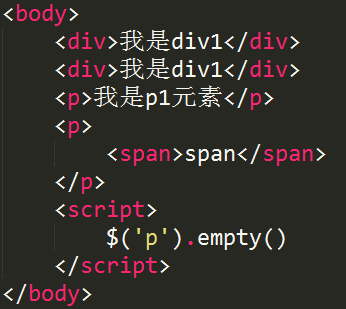 <body>
<div>我是div1</div>
<div>我是div1</div>
<p>我是p1元素</p>
<p>
<span>span</span>
</p>
<script>
$('p').empty()
</script>
</body>